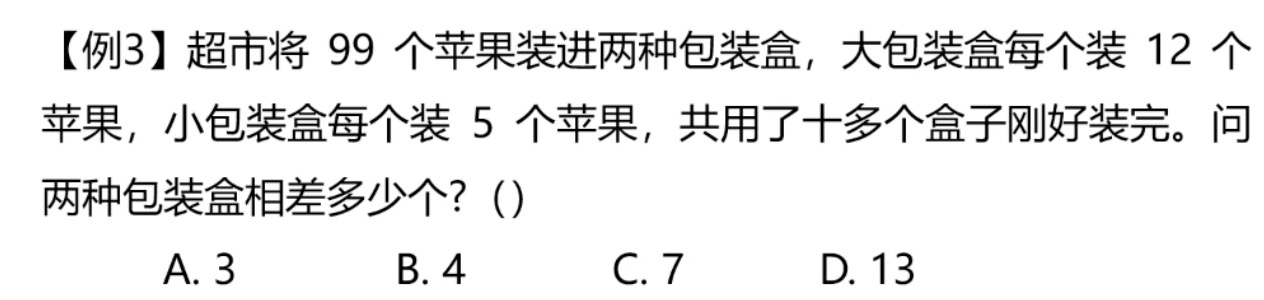 【例3】超市将 99 个苹果装进两种包装盒，大包装盒每个装 12 个
苹果，小包装盒每个装 5 个苹果，共用了十多个盒子刚好装完。问
两种包装盒相差多少个?（）
A. 3 B. 4 C. 7 D. 13